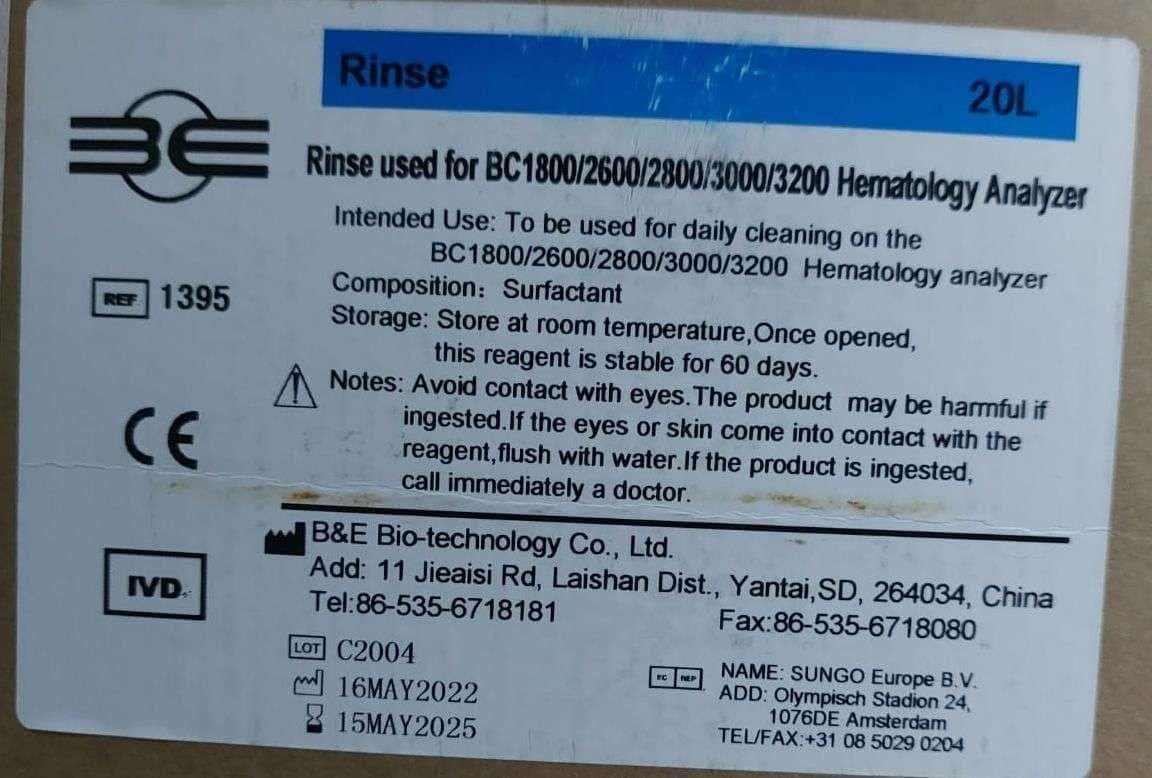 Rinse 20L
BE
Rinse used for BC1800/2600/2800/3000/3200 Hematology Analyzer
Intended Use: To be used for daily cleaning on the
BC1800/2600/2800/3000/3200 Hematology analyzer
REF 1395
Composition: Surfactant
Storage: Store at room temperature,Once opened,
this reagent is stable for 60 days.
Notes: Avoid contact with eyes.The product may be harmful if
ingested.If the eyes or skin come into contact with the
reagent,flush with water.If the product is ingested,
call immediately a doctor.
CE
B&E Bio-technology Co., Ltd.
Add: 11 Jieaisi Rd, Laishan Dist., Yantai,SD, 264034, China
Tel:86-535-6718181 Fax:86-535-6718080
IVD
LOT C2004
16MAY2022
15MAY2025
EC REP NAME: SUNGO Europe B.V.
ADD: Olympisch Stadion 24,
1076DE Amsterdam
TEL/FAX:+31 08 5029 0204